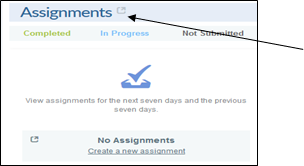 Assignments
Completed In Progress Not Submitted
View assignments for the next seven days and the previous
seven days.
No Assignments
Create a new assignment